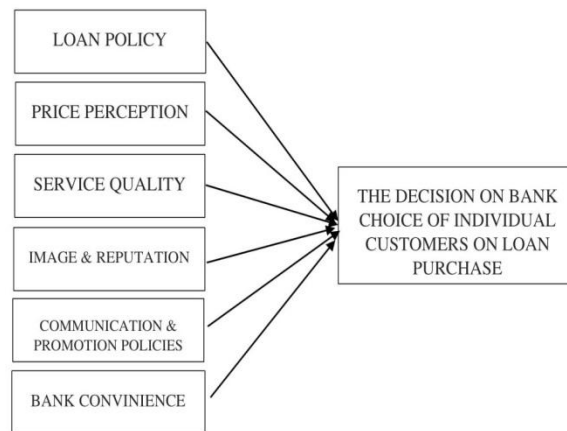 LOAN POLICY
PRICE PERCEPTION
SERVICE QUALITY
IMAGE & REPUTATION
COMMUNICATION &
PROMOTION POLICIES
BANK CONVINIENCE
THE DECISION ON BANK
CHOICE OF INDIVIDUAL
CUSTOMERS ON LOAN
PURCHASE